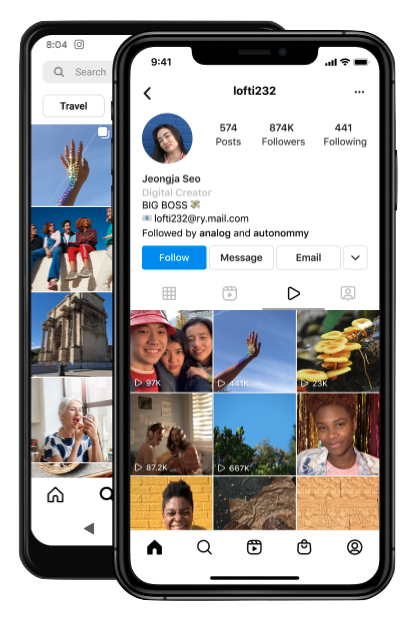 8:04
Search
Travel
9:41
lofti232
574
874K
441
Posts
Followers
Following
Jeongja Seo
Digital Creator
BIG BOSS
lofti232@ry.mail.com
Followed by analog and autonommy
Follow
Message
Email
97K
441K
23K
87.2K
667K